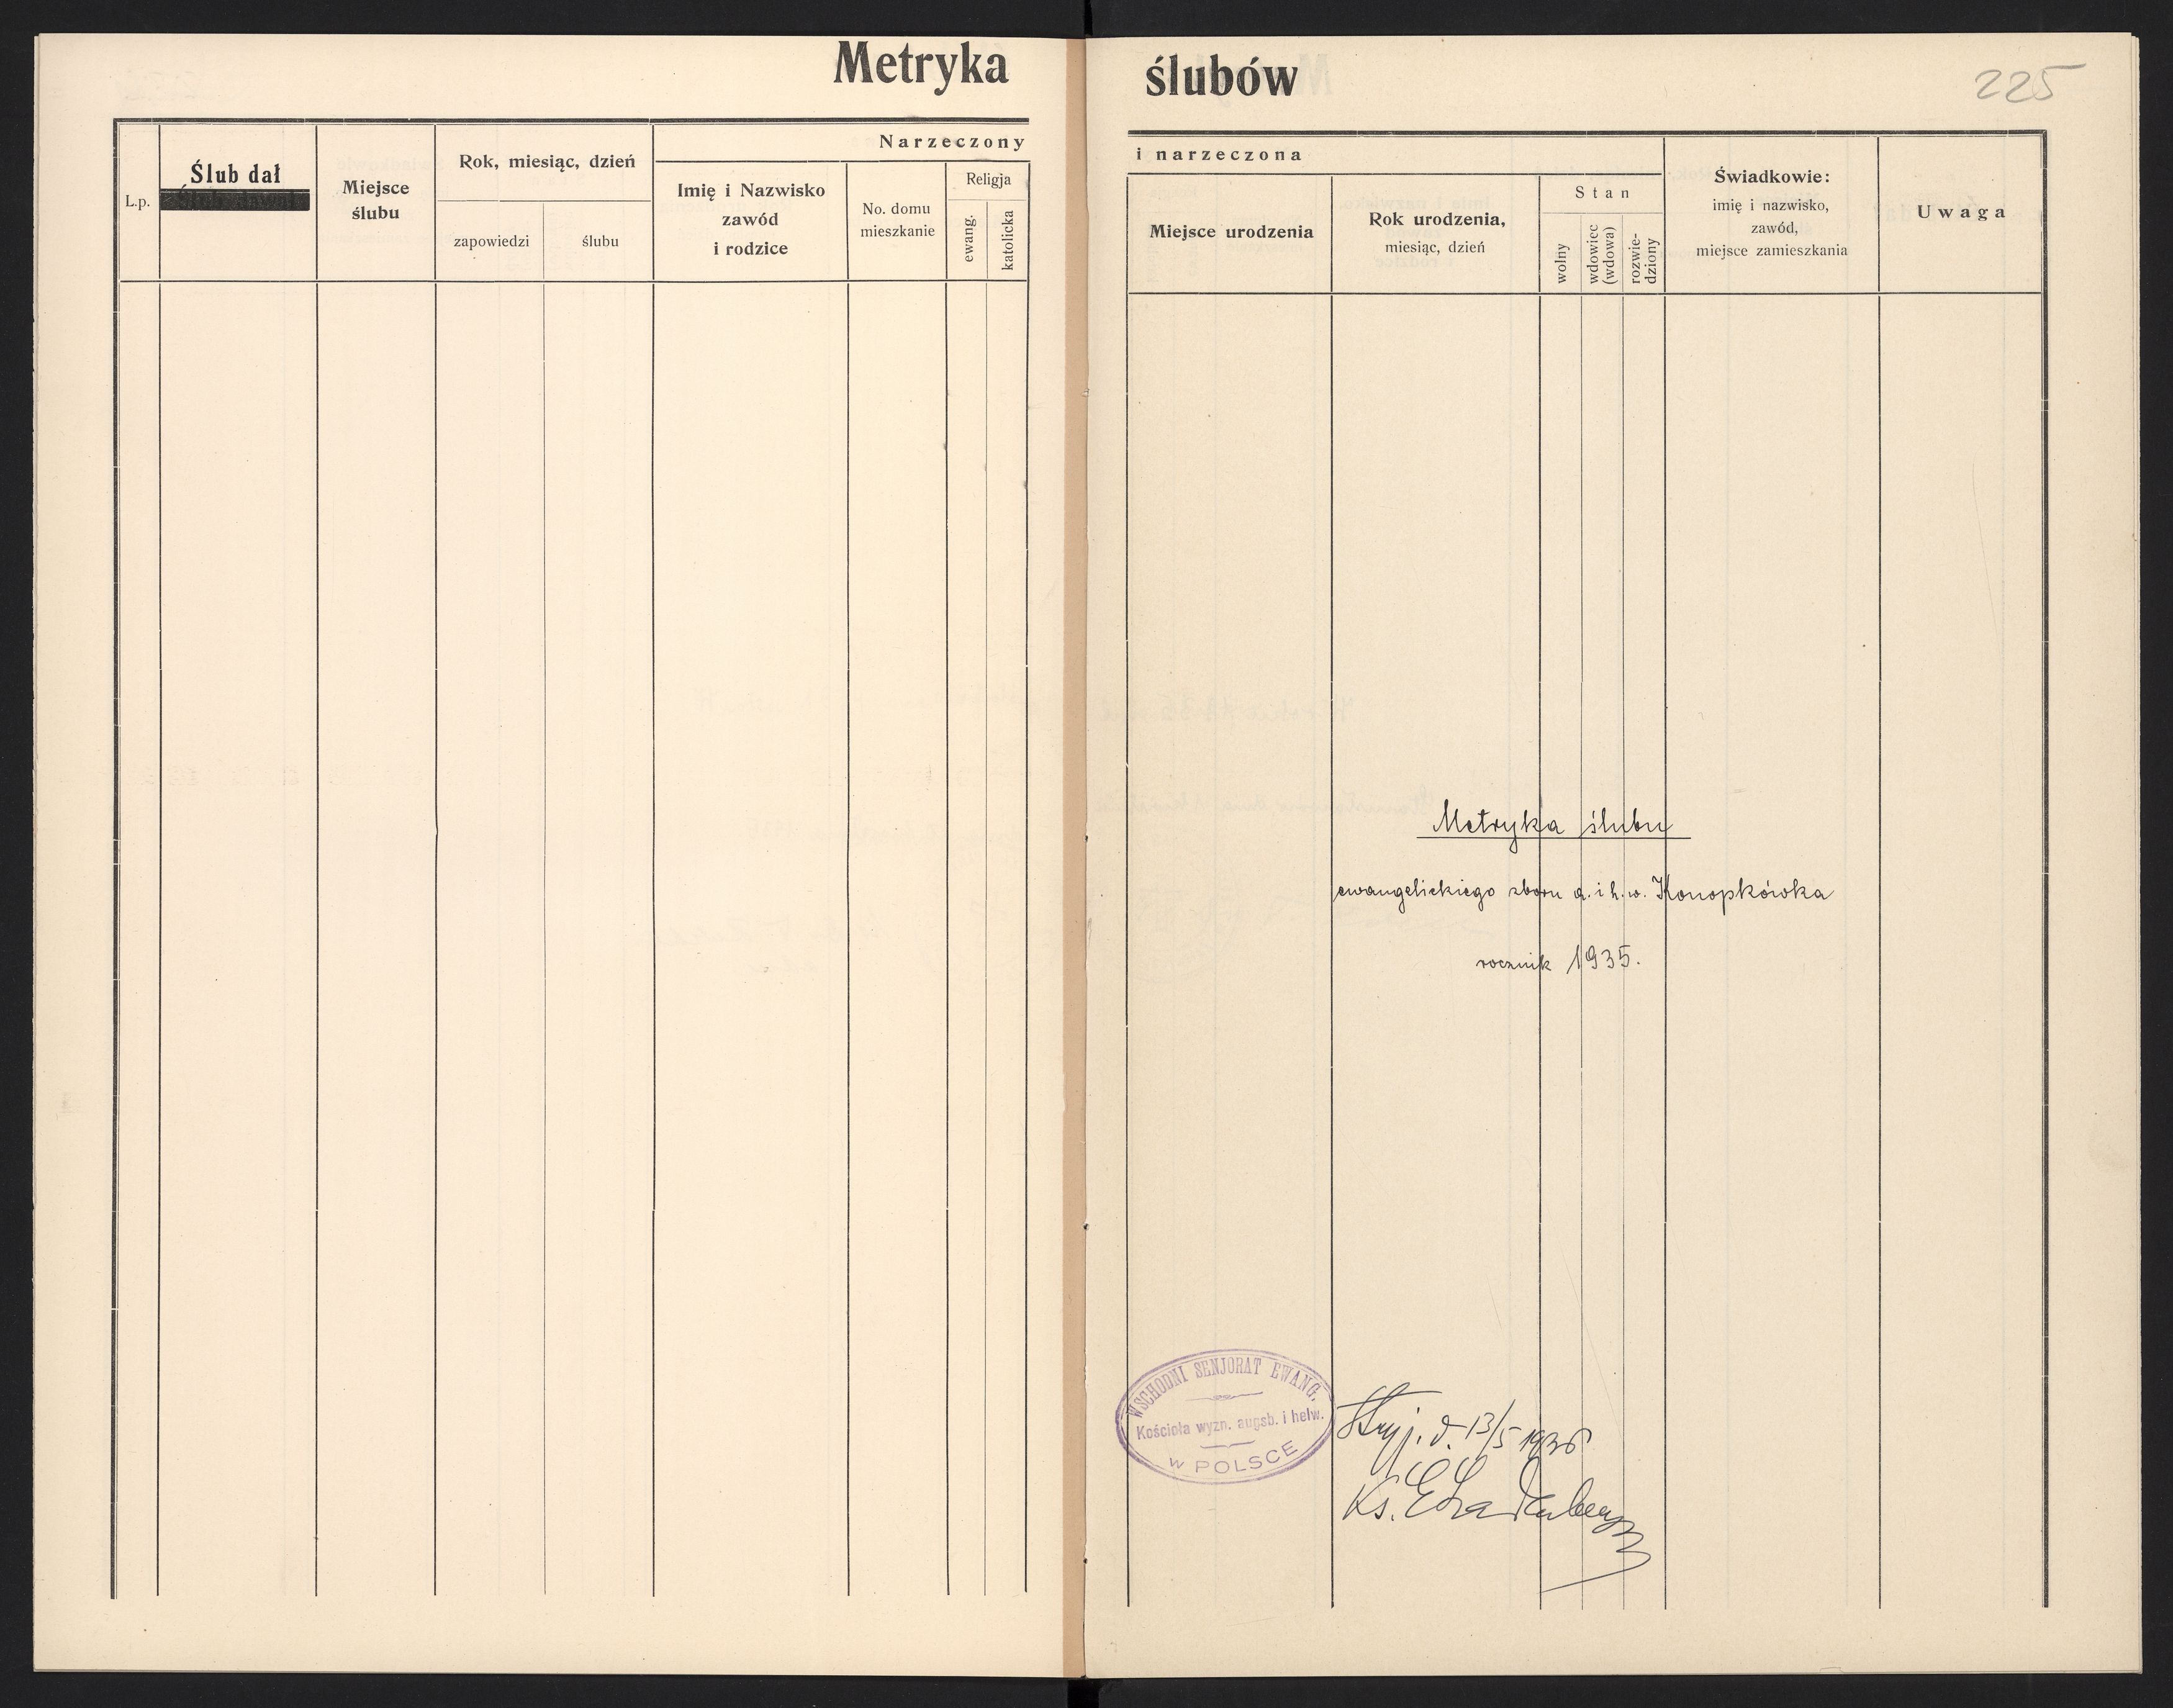 Metryka ślubów
225
L.p.
Ślub dał
Miejsce
ślubu
Rok, miesiąc, dzień
zapowiedzi
ślubu
Narzeczony
Imię i Nazwisko
zawód
i rodzice
No. domu
mieszkanie
Religja
ewang.
katolicka
i narzeczona
Miejsce urodzenia
Rok urodzenia,
miesiąc, dzień
Stan
wolny
wdowiec
(wdowa)
rozwie-
dziony
Świadkowie:
imię i nazwisko,
zawód,
miejsce zamieszkania
Uwaga
Metryka ślubu
ewangelickiego zboru a. i h. w. Konopkówka
rocznik 1935.
WSCHODNI SENJORAT EWANG.
Kościoła wyzn. augsb. i helw.
w POLSCE
Stryj. d. 13/5 1936
Ks.